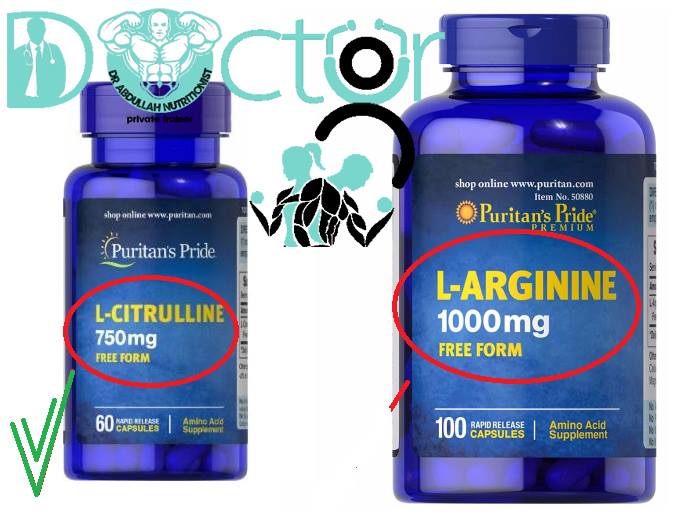 Doctor
DR ABDULLAH NUTRITIONIST
private trainer
shop online www.puritan.com
Puritan's Pride
L-CITRULLINE
750mg
FREE FORM
60 RAPID RELEASE CAPSULES | Amino Acid Supplement
shop online www.puritan.com
Item No. 50880
Puritan's Pride®
PREMIUM
L-ARGININE
1000mg
FREE FORM
100 RAPID RELEASE CAPSULES | Amino Acid Supplement